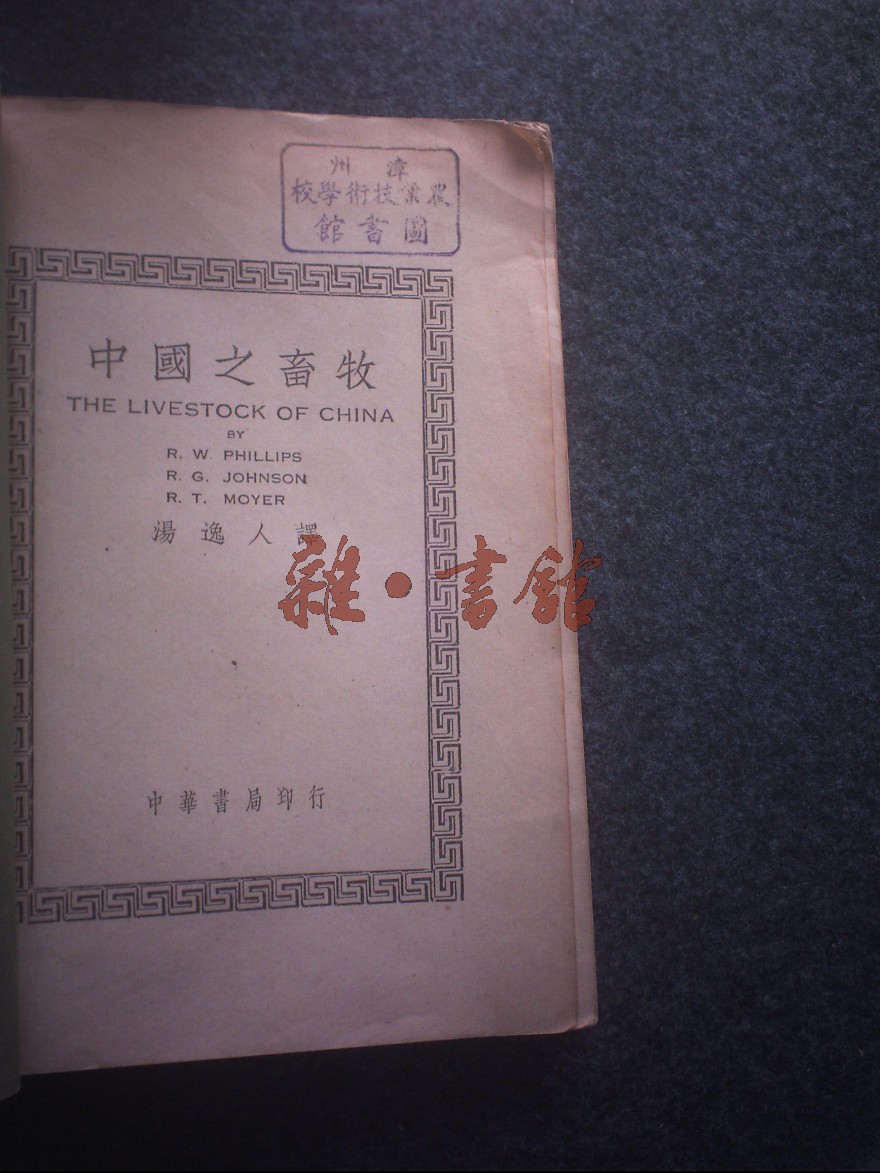 漳州
農業技術學校
圖書館
中國之畜牧
THE LIVESTOCK OF CHINA
BY
R. W. PHILLIPS
R. G. JOHNSON
R. T. MOYER
湯逸人譯
雜·書館
中華書局印行